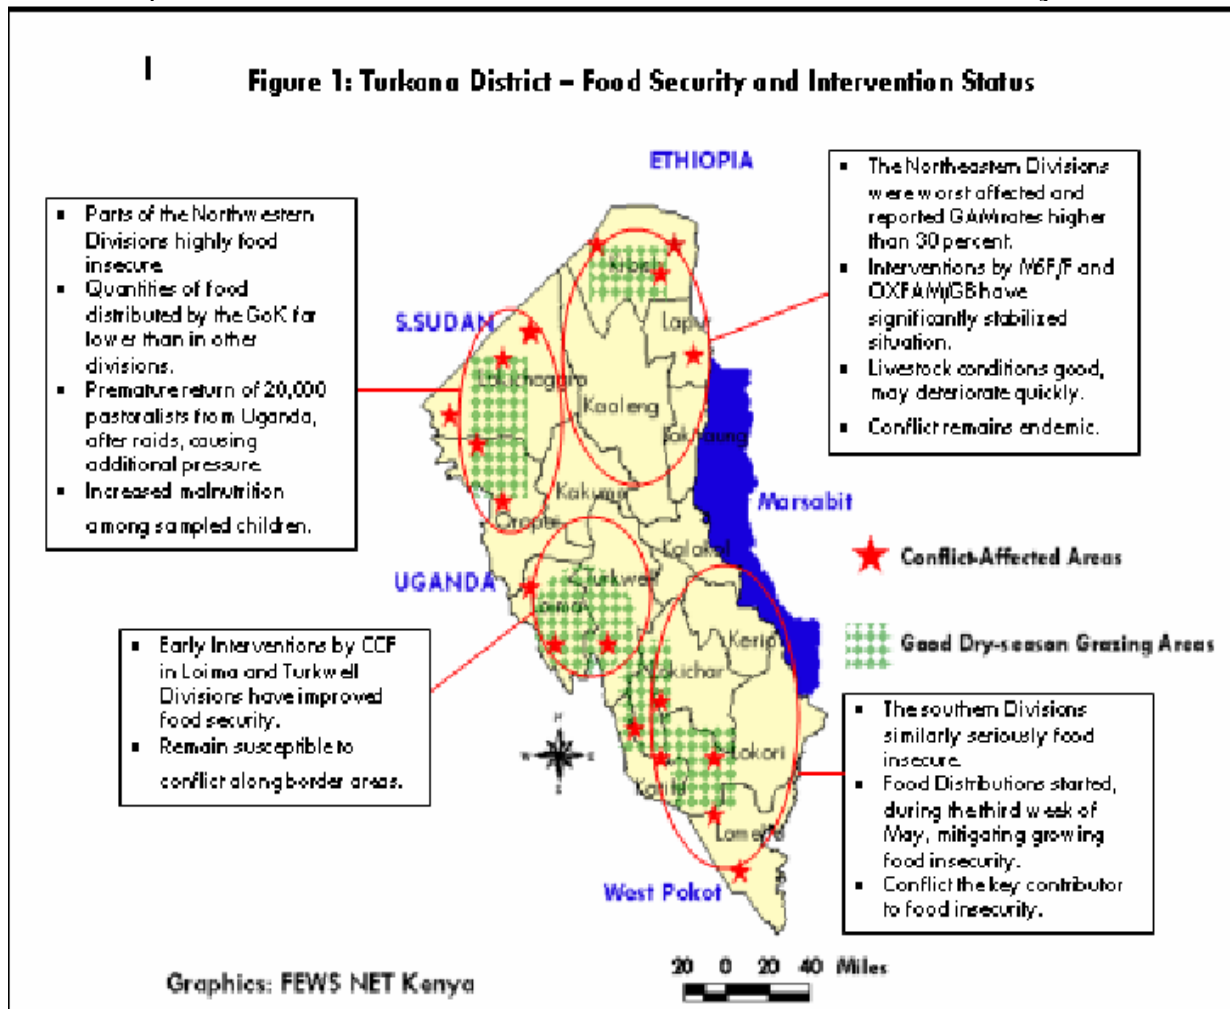 Figure 1: Turkana District – Food Security and Intervention Status
ETHIOPIA
▪ The Northeastern Divisions
were worst affected and
reported GAM rates higher
than 30 percent.
▪ Interventions by MSF/F and
OXFAM/GB have
significantly stabilized
situation.
▪ Livestock conditions good,
may deteriorate quickly.
▪ Conflict remains endemic.
▪ Parts of the Northwestern
Divisions highly food
insecure.
▪ Quantities of food
distributed by the GoK far
lower than in other
divisions.
▪ Premature return of 20,000
pastoralists from Uganda,
after raids, causing
additional pressure
▪ Increased malnutrition
among sampled children.
S.SUDAN
Kibish
Lapur
Lokichoggio
Kaaleng
Kakuma
Oropoi
Kalakol
Marsabit
UGANDA
Turkwell
Loima
Kerio
Lokichar
Lokori
Katilu
West Pokot
Conflict-Affected Areas
Good Dry-season Grazing Areas
▪ Early Interventions by CCF
in Loima and Turkwell
Divisions have improved
food security.
▪ Remain susceptible to
conflict along border areas.
N
E
S
▪ The southern Divisions
similarly seriously food
insecure.
▪ Food Distributions started,
during the third week of
May, mitigating growing
food insecurity.
▪ Conflict the key contributor
to food insecurity.
20 0 20 40 Miles
Graphics: FEWS NET Kenya